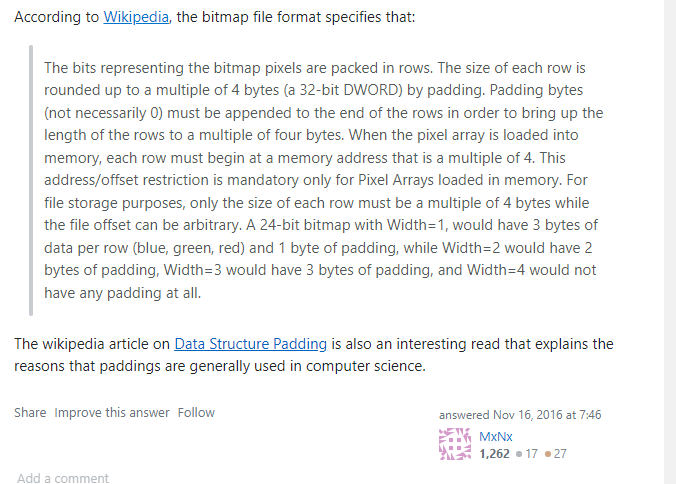 According to Wikipedia, the bitmap file format specifies that:
The bits representing the bitmap pixels are packed in rows. The size of each row is
rounded up to a multiple of 4 bytes (a 32-bit DWORD) by padding. Padding bytes
(not necessarily 0) must be appended to the end of the rows in order to bring up the
length of the rows to a multiple of four bytes. When the pixel array is loaded into
memory, each row must begin at a memory address that is a multiple of 4. This
address/offset restriction is mandatory only for Pixel Arrays loaded in memory. For
file storage purposes, only the size of each row must be a multiple of 4 bytes while
the file offset can be arbitrary. A 24-bit bitmap with Width=1, would have 3 bytes of
data per row (blue, green, red) and 1 byte of padding, while Width=2 would have 2
bytes of padding, Width=3 would have 3 bytes of padding, and Width=4 would not
have any padding at all.
The wikipedia article on Data Structure Padding is also an interesting read that explains the
reasons that paddings are generally used in computer science.
Share Improve this answer Follow
answered Nov 16, 2016 at 7:46
MxNx
1,262 17 27
Add a comment